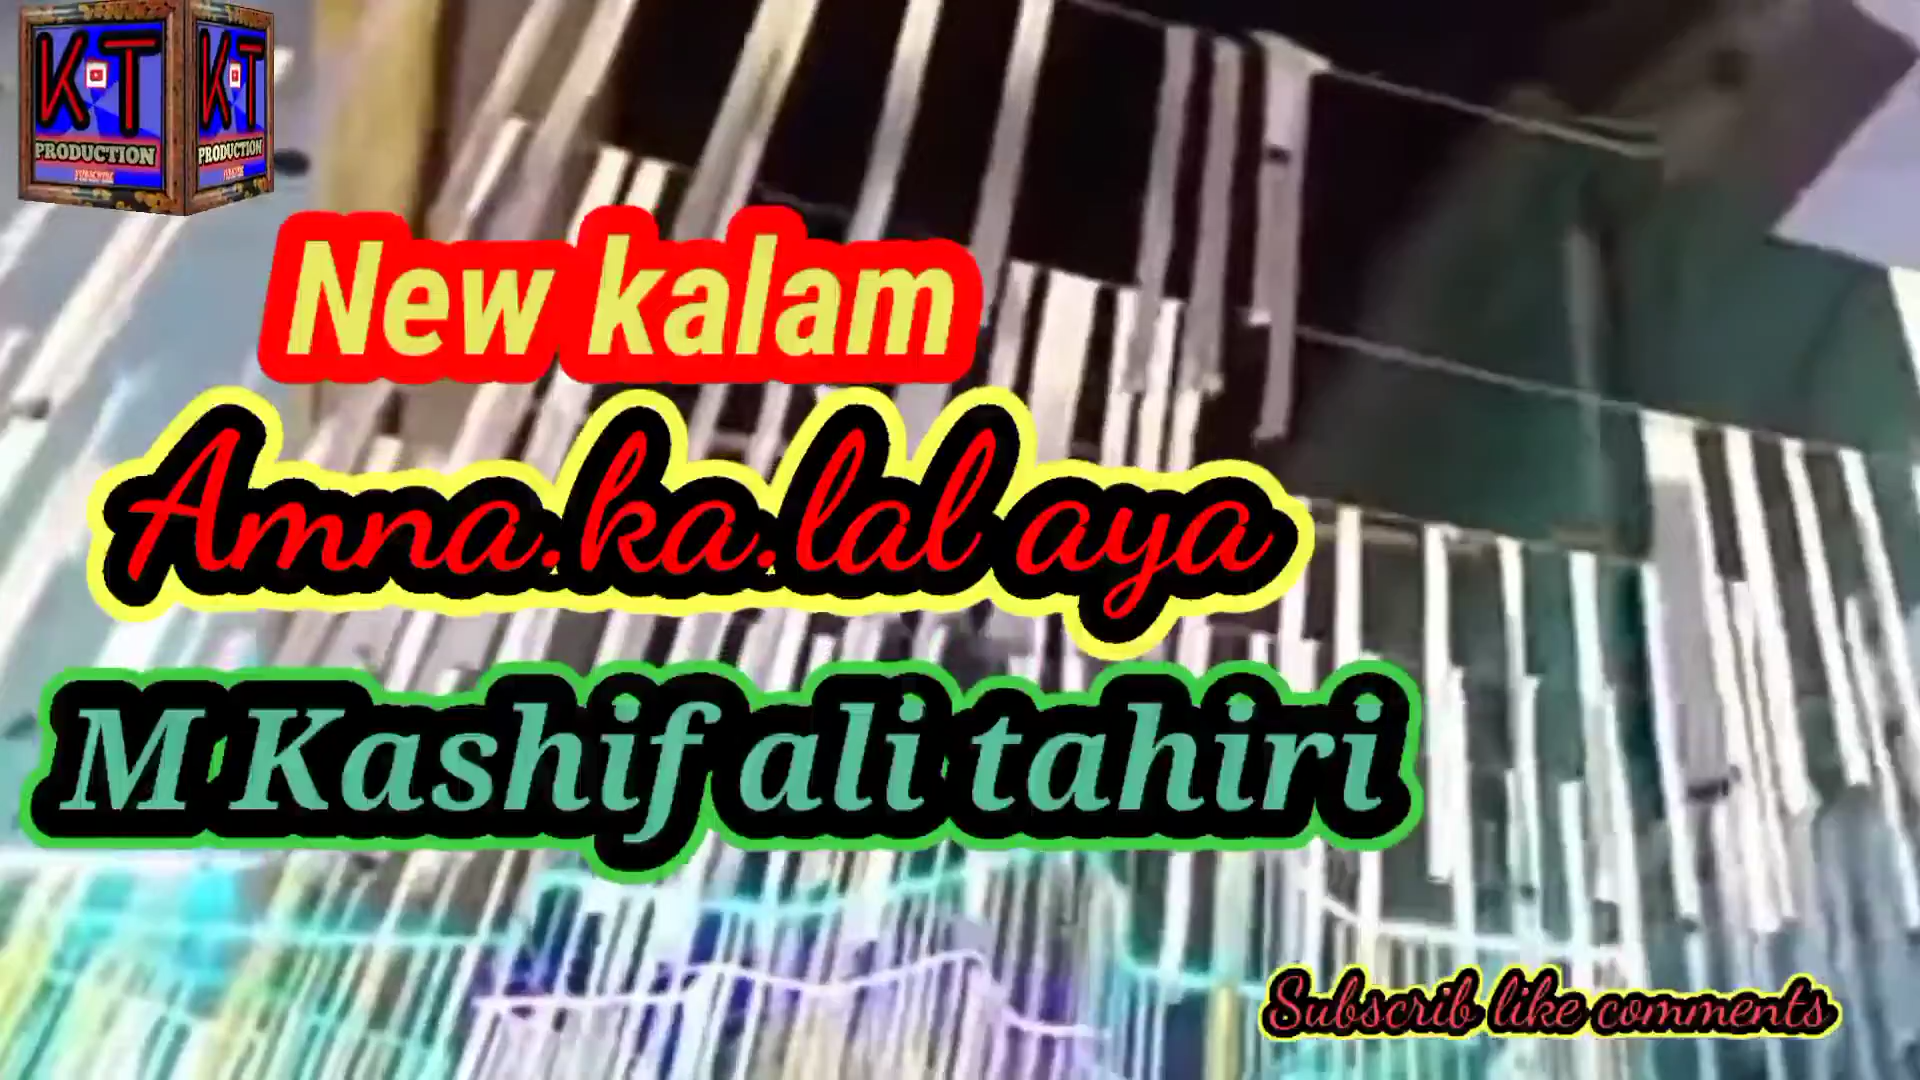 K T K T
PRODUCTION PRODUCTION
New kalam
Amna.ka.lal aya
M Kashif ali tahiri
Subscrib like comments